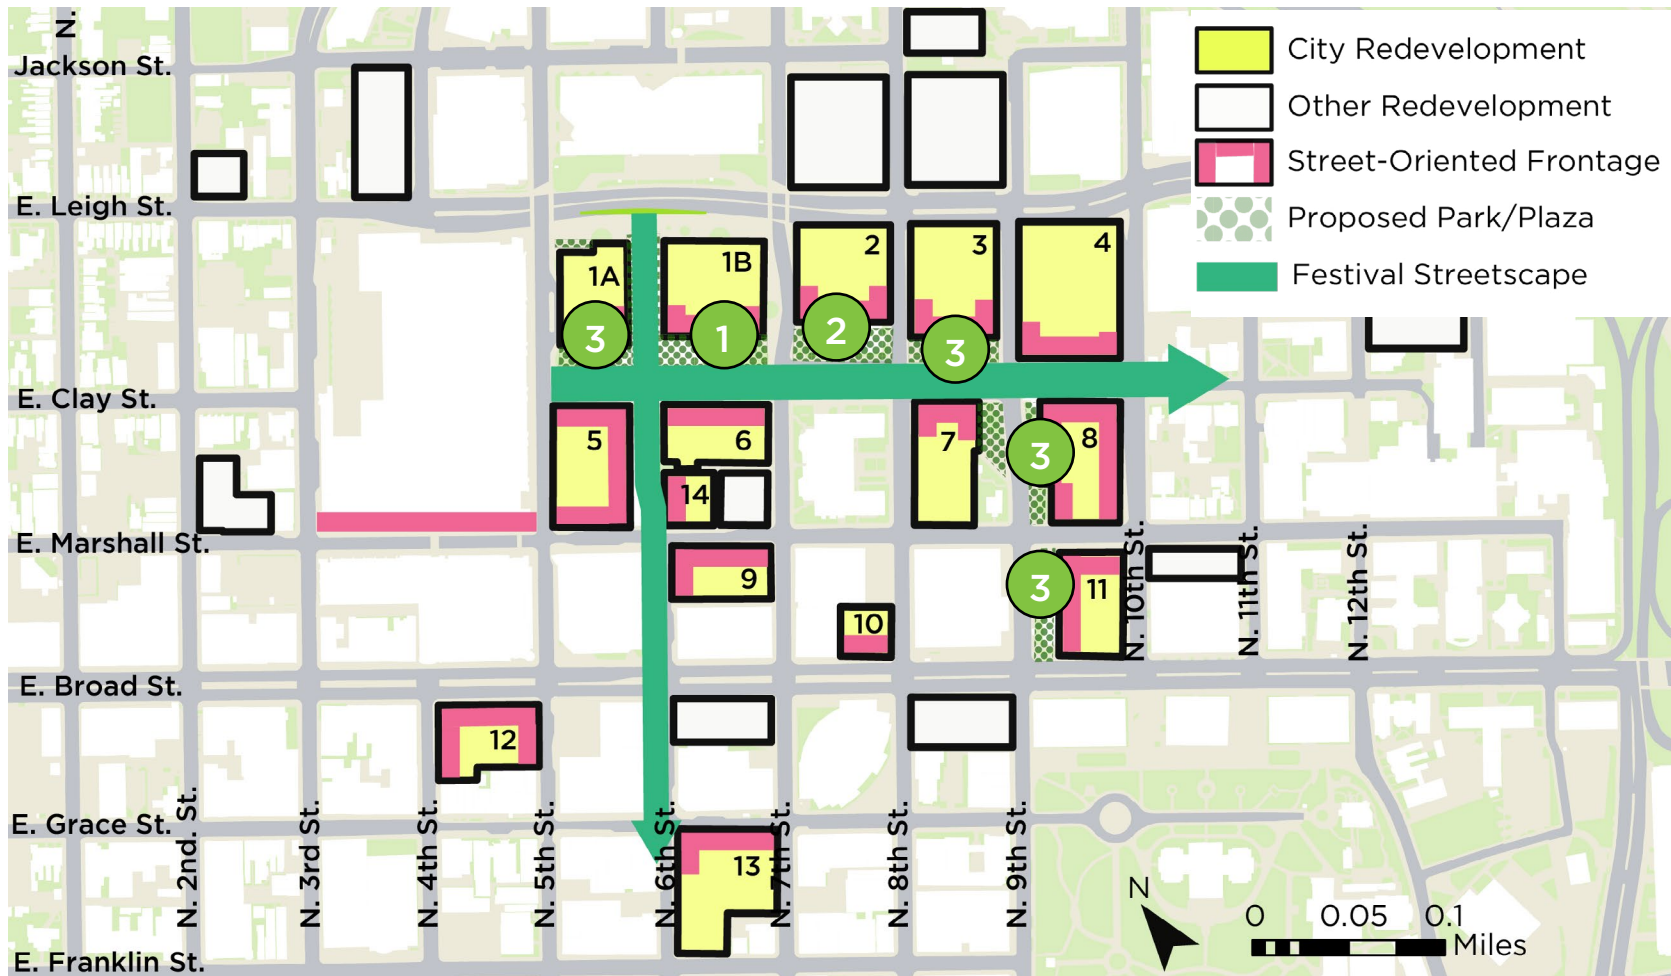 N.
Jackson St.
E. Leigh St.
E. Clay St.
E. Marshall St.
E. Broad St.
E. Grace St.
E. Franklin St.
N. 2nd. St.
N. 3rd St.
N. 4th St.
N. 5th St.
N. 6th St.
N. 7th St.
N. 8th St.
N. 9th St.
N. 10th St.
N. 11th St.
N. 12th St.
1A
1B
2
3
4
3
1
2
3
5
6
14
7
3
8
9
10
3
11
12
13
City Redevelopment
Other Redevelopment
Street-Oriented Frontage
Proposed Park/Plaza
Festival Streetscape
N
0 0.05 0.1
Miles